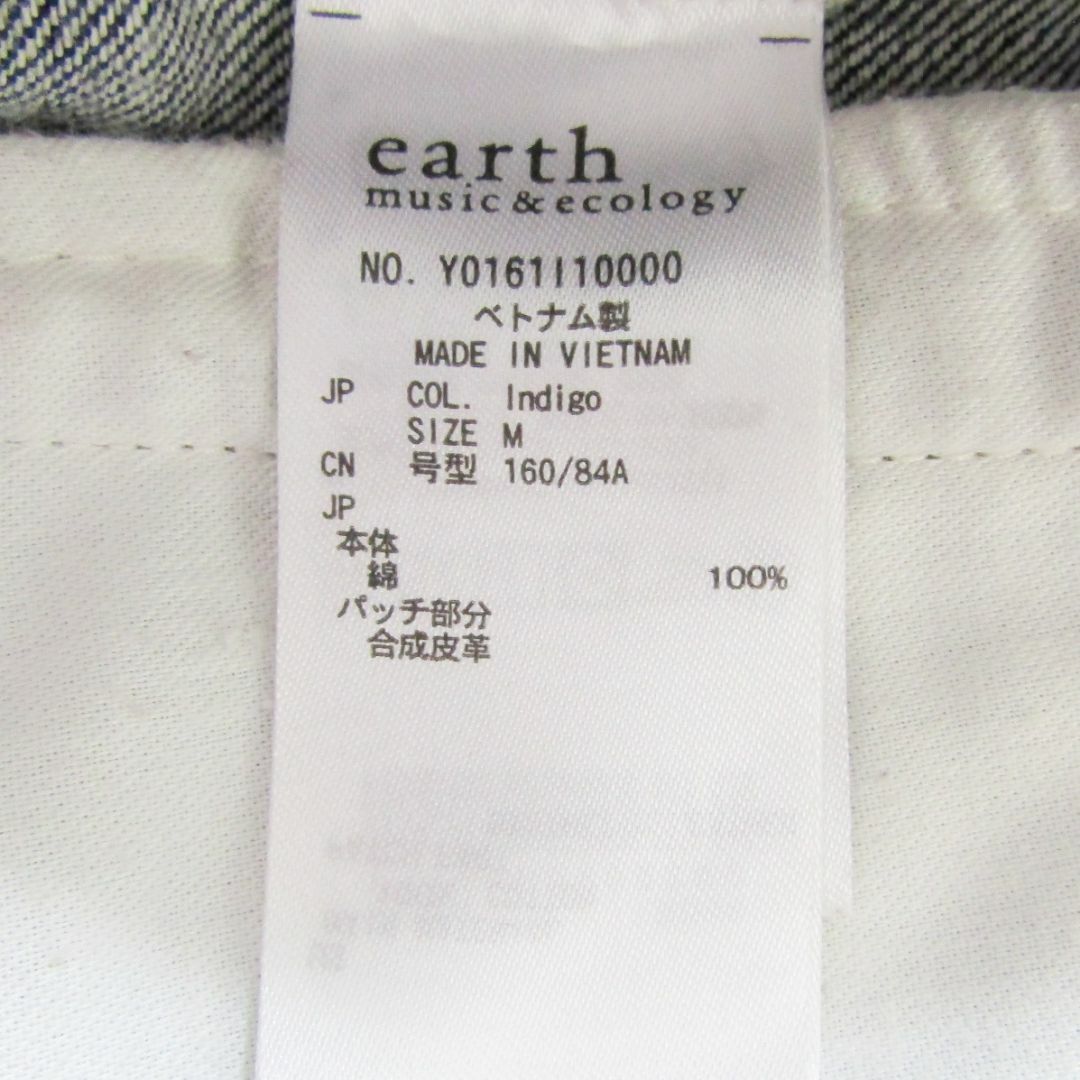 earth
music & ecology
NO. Y0161I10000
ベトナム製
MADE IN VIETNAM
JP COL. Indigo
SIZE M
CN 号型 160/84A
JP
本体
綿 100%
パッチ部分
合成皮革